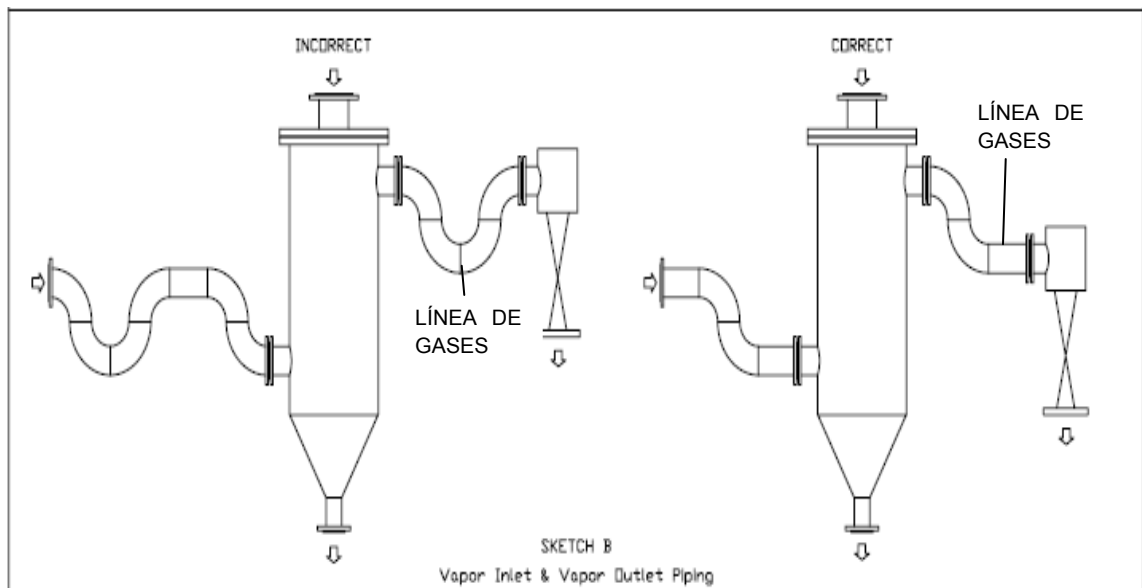 INCORRECT
CORRECT
LÍNEA DE
GASES
LÍNEA DE
GASES
SKETCH B
Vapor Inlet & Vapor Outlet Piping